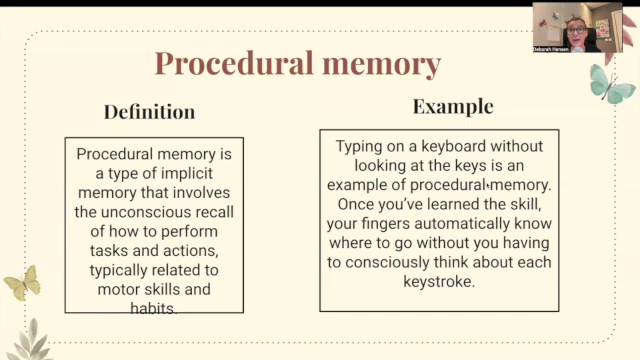 Deborah Hansen
Procedural memory
Definition
Procedural memory is
a type of implicit
memory that involves
the unconscious recall
of how to perform
tasks and actions,
typically related to
motor skills and
habits.
Example
Typing on a keyboard without
looking at the keys is an
example of procedural memory.
Once you’ve learned the skill,
your fingers automatically know
where to go without you having
to consciously think about each
keystroke.